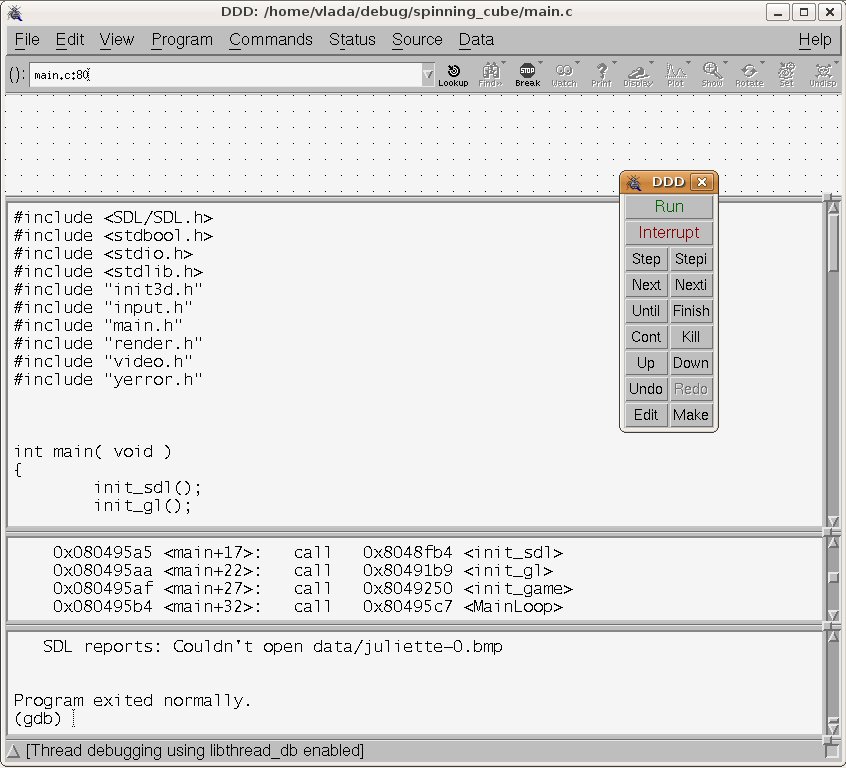 DDD: /home/vlada/debug/spinning_cube/main.c
File Edit View Program Commands Status Source Data Help
(): main.c:80
Lookup Find>> Break Watch Print Display Plot Show Rotate Set Undisp
STOP
#include <SDL/SDL.h>
#include <stdbool.h>
#include <stdio.h>
#include <stdlib.h>
#include "init3d.h"
#include "input.h"
#include "main.h"
#include "render.h"
#include "video.h"
#include "yerror.h"
int main( void )
{
init_sdl();
init_gl();
DDD
Run
Interrupt
Step Stepi
Next Nexti
Until Finish
Cont Kill
Up Down
Undo Redo
Edit Make
0x080495a5 <main+17>: call 0x8048fb4 <init_sdl>
0x080495aa <main+22>: call 0x80491b9 <init_gl>
0x080495af <main+27>: call 0x8049250 <init_game>
0x080495b4 <main+32>: call 0x80495c7 <MainLoop>
SDL reports: Couldn't open data/juliette-0.bmp
Program exited normally.
(gdb)
[Thread debugging using libthread_db enabled]